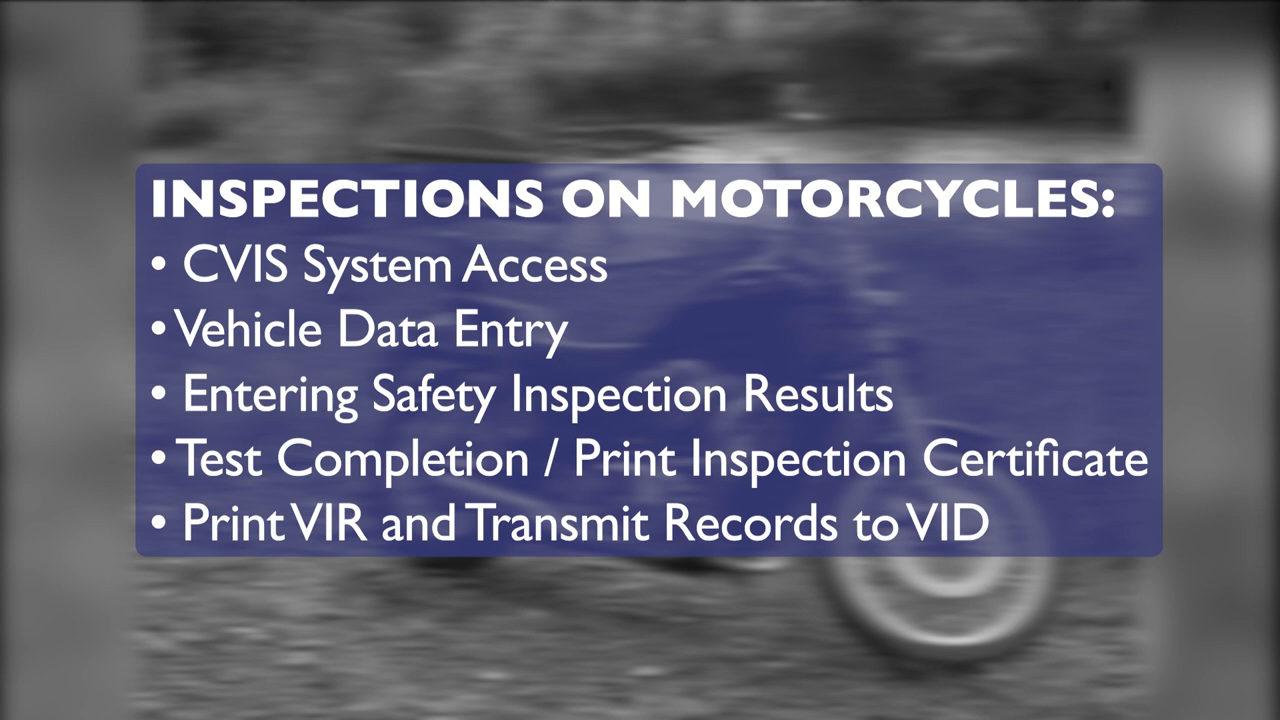 INSPECTIONS ON MOTORCYCLES:
• CVIS System Access
• Vehicle Data Entry
• Entering Safety Inspection Results
• Test Completion / Print Inspection Certificate
• Print VIR and Transmit Records to VID